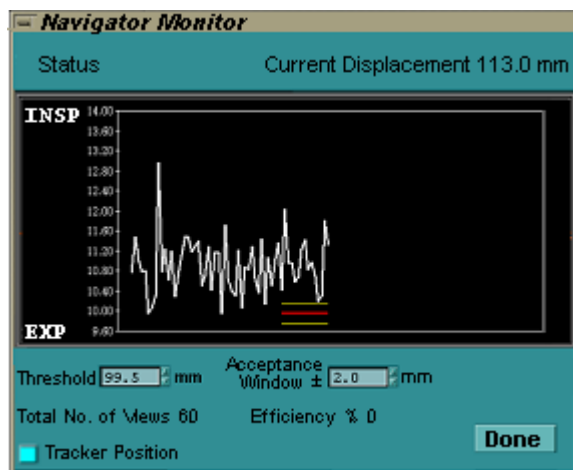 Navigator Monitor
Status Current Displacement 113.0 mm
INSP 14.00
13.60
13.20
12.80
12.40
12.00
11.60
11.20
10.80
10.40
10.00
EXP 9.60
Threshold 99.5 mm Acceptance Window ± 2.0 mm
Total No. of Views 60 Efficiency % 0
Done
Tracker Position